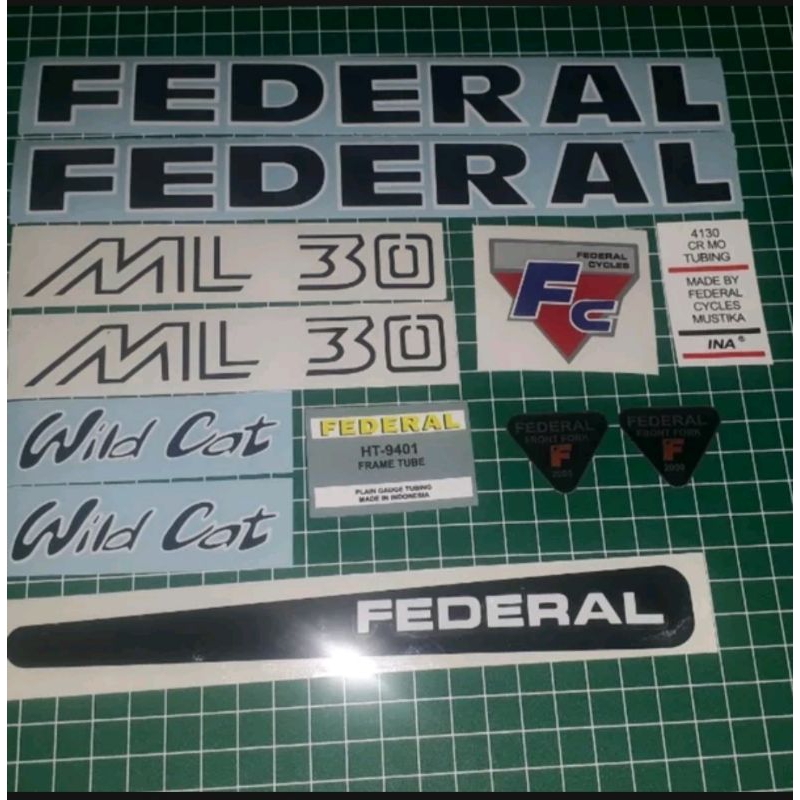 FEDERAL
FEDERAL
ML 30
ML 30
FEDERAL
CYCLES
FC
4130
CR MO
TUBING
MADE BY
FEDERAL
CYCLES
MUSTIKA
INA®
Wild Cat
Wild Cat
FEDERAL
HT-9401
FRAME TUBE
PLAIN GAUGE TUBING
MADE IN INDONESIA
FEDERAL
FRONT FORK
F
2000
FEDERAL
FRONT FORK
F
2000
FEDERAL